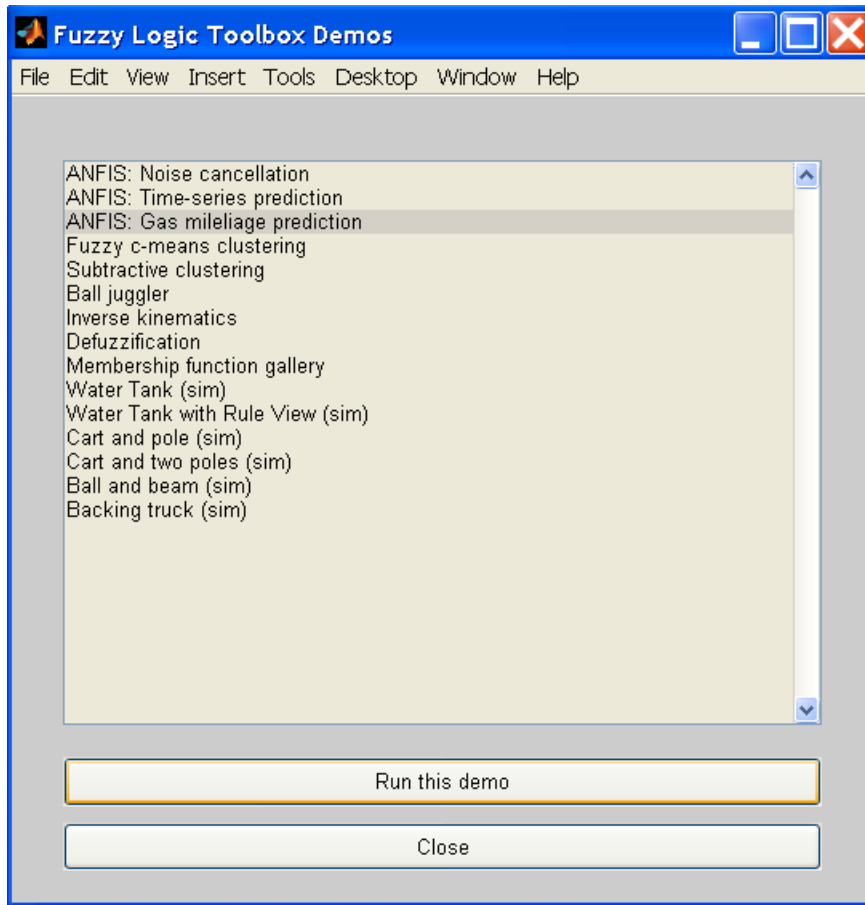 Fuzzy Logic Toolbox Demos
File Edit View Insert Tools Desktop Window Help
ANFIS: Noise cancellation
ANFIS: Time-series prediction
ANFIS: Gas mileliage prediction
Fuzzy c-means clustering
Subtractive clustering
Ball juggler
Inverse kinematics
Defuzzification
Membership function gallery
Water Tank (sim)
Water Tank with Rule View (sim)
Cart and pole (sim)
Cart and two poles (sim)
Ball and beam (sim)
Backing truck (sim)
Run this demo
Close